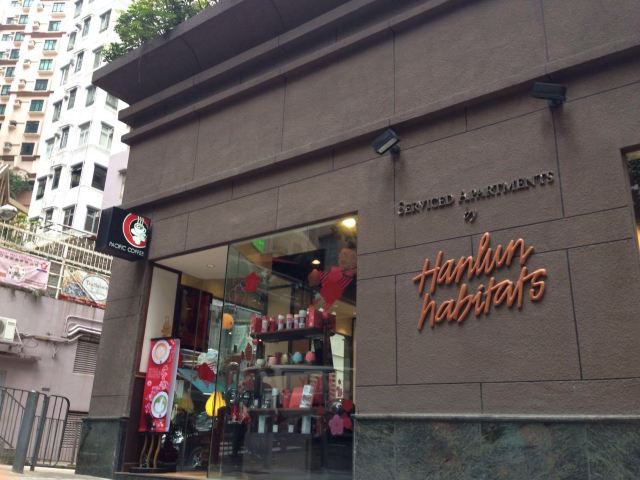 PACIFIC COFFEE
SERVICED APARTMENTS
by
Hanlun
habitats